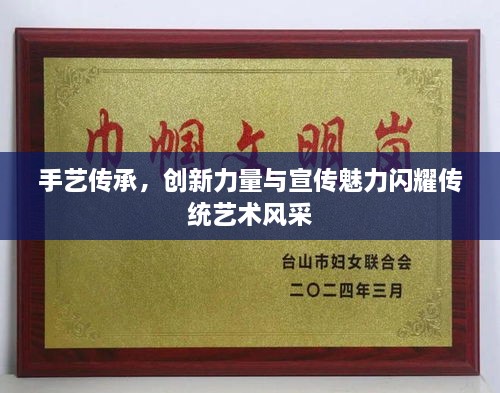 巾帼文明岗
手艺传承，创新力量与宣传魅力闪耀传
统艺术风采
台山市妇女联合会
二〇二四年三月